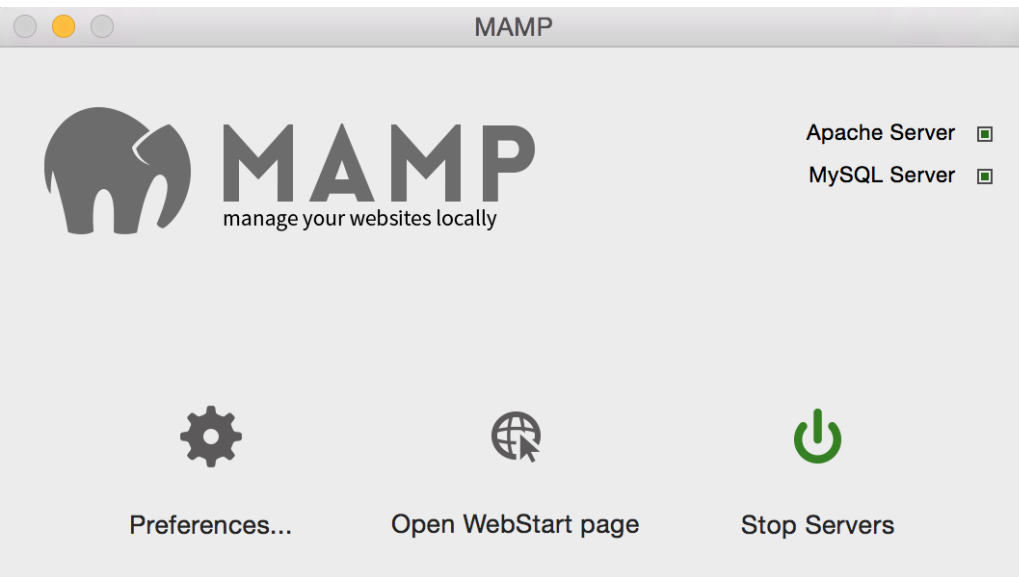 MAMP
MAMP
manage your websites locally
Apache Server
MySQL Server
Preferences...
Open WebStart page
Stop Servers